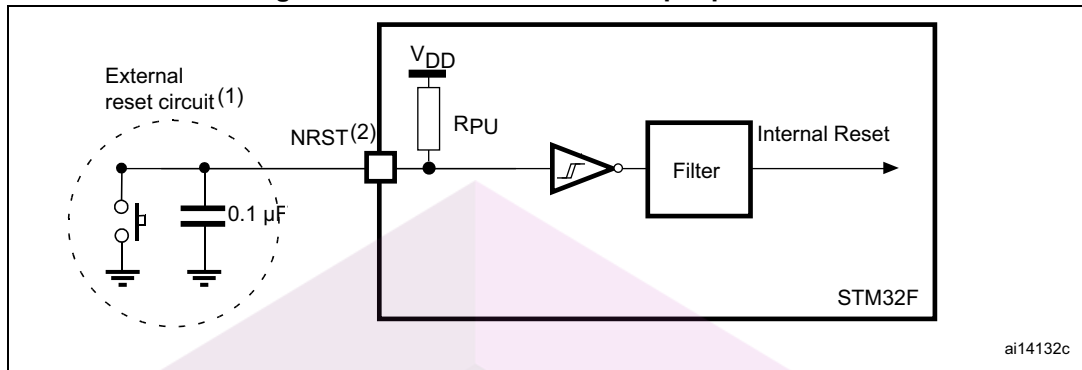 External
reset circuit(1)
VDD
RPU
NRST(2)
Internal Reset
Filter
0.1 µF
STM32F
ai14132c